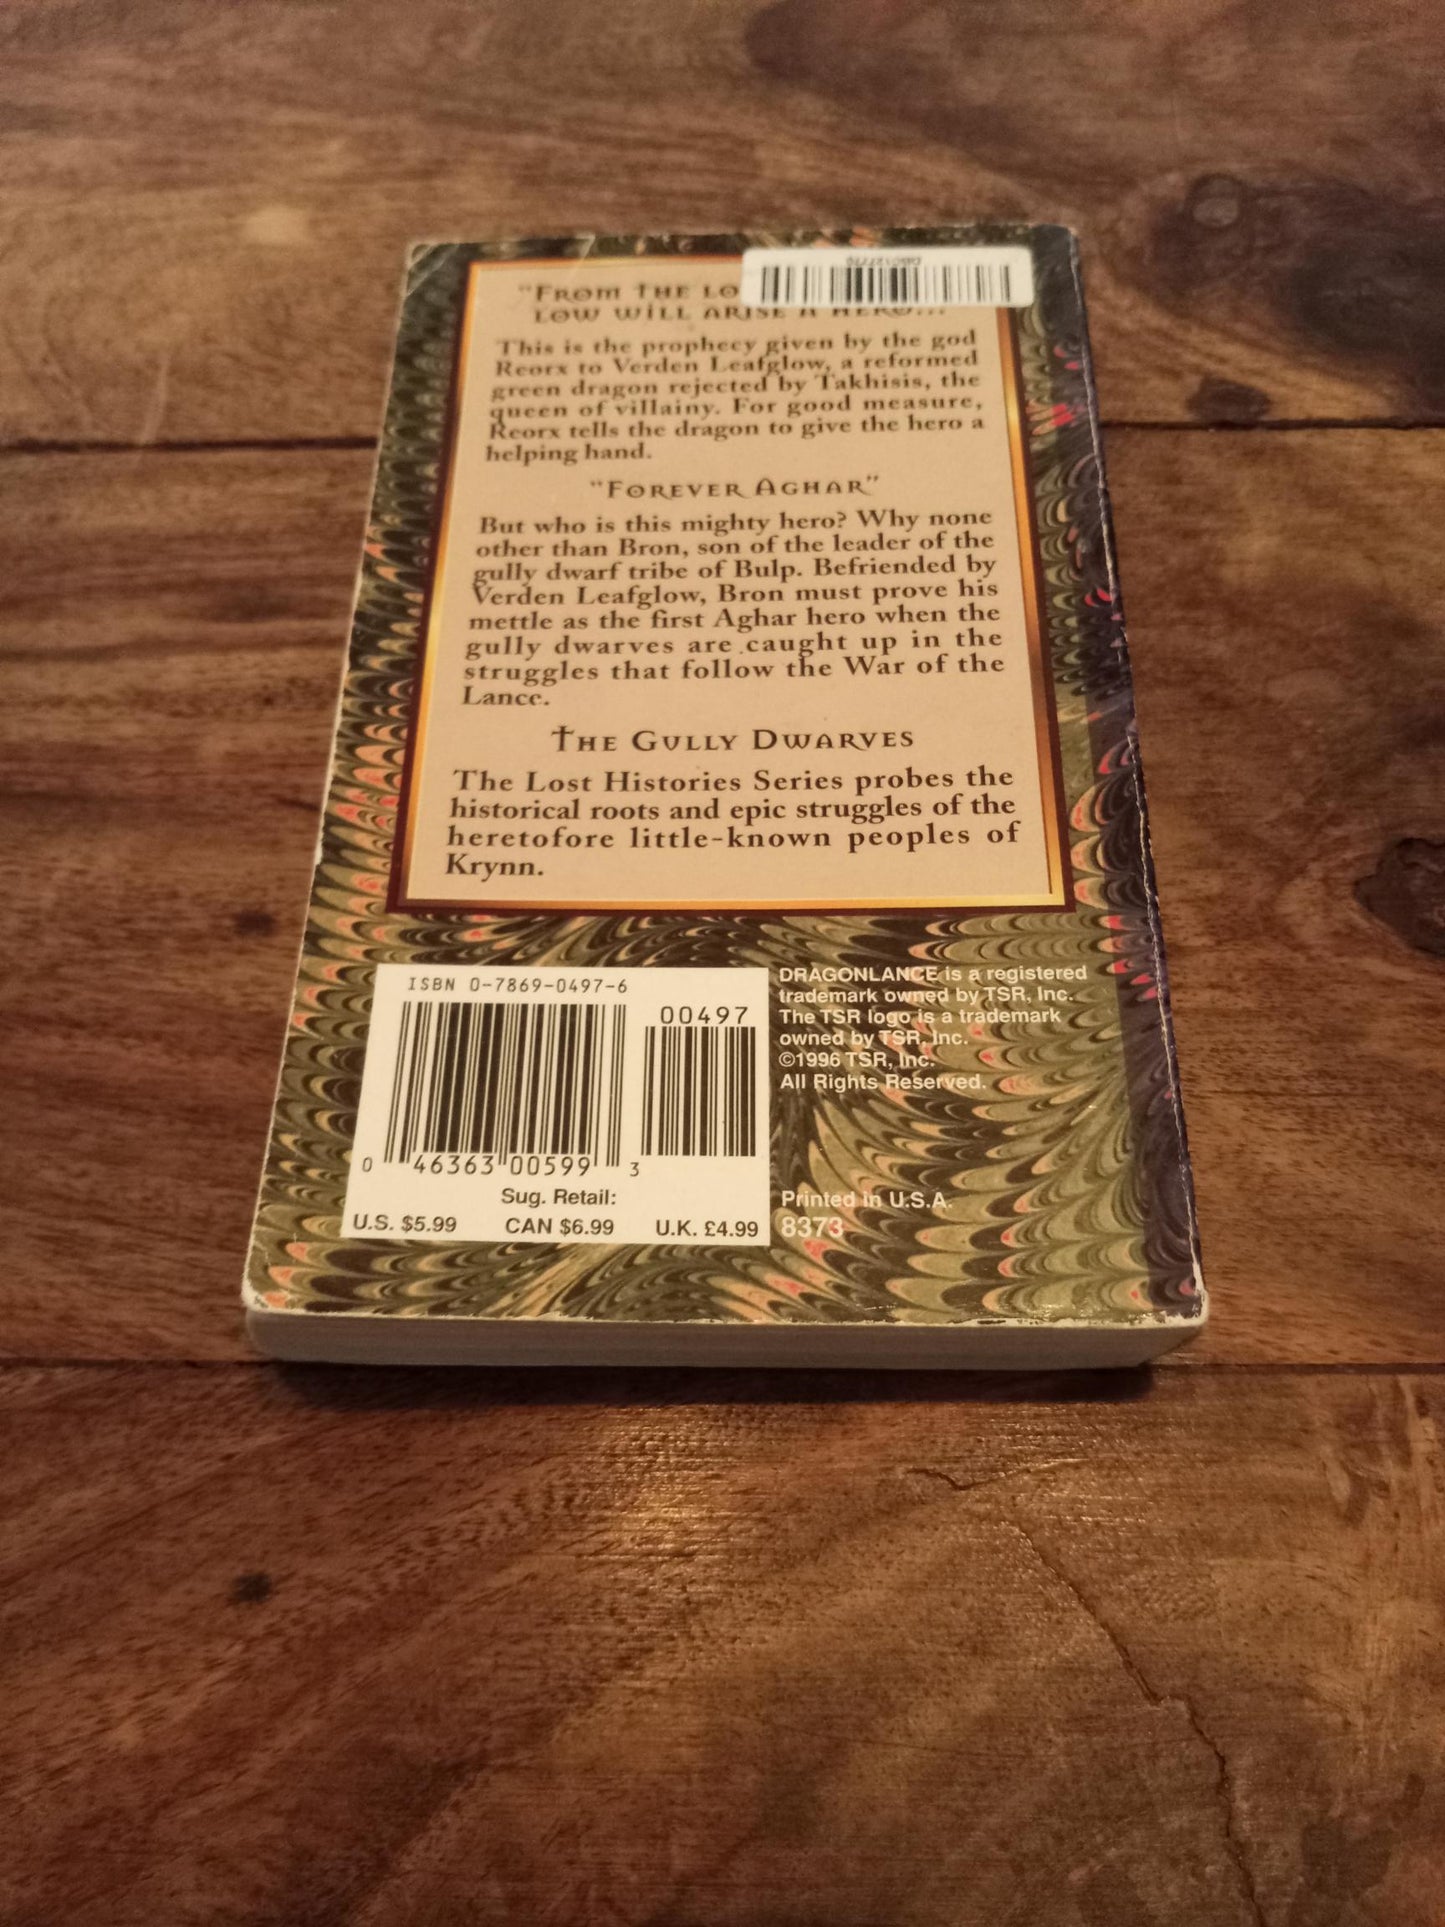 "FROM THE LO
LOW WILL ARISE A HERO...
This is the prophecy given by the god
Reorx to Verden Leafglow, a reformed
green dragon rejected by Takhisis, the
queen of villainy. For good measure,
Reorx tells the dragon to give the hero a
helping hand.
"FOREVER AGHAR"
But who is this mighty hero? Why none
other than Bron, son of the leader of the
gully dwarf tribe of Bulp. Befriended by
Verden Leafglow, Bron must prove his
mettle as the first Aghar hero when the
gully dwarves are caught up in the
struggles that follow the War of the
Lance.
THE GULLY DWARVES
The Lost Histories Series probes the
historical roots and epic struggles of the
heretofore little-known peoples of
Krynn.
ISBN 0-7869-0497-6
00497
0 46363 00599 3
Sug. Retail:
U.S. $5.99 CAN $6.99 U.K. £4.99
DRAGONLANCE is a registered
trademark owned by TSR, Inc.
The TSR logo is a trademark
owned by TSR, Inc.
©1996 TSR, Inc.
All Rights Reserved.
Printed in U.S.A.
8373